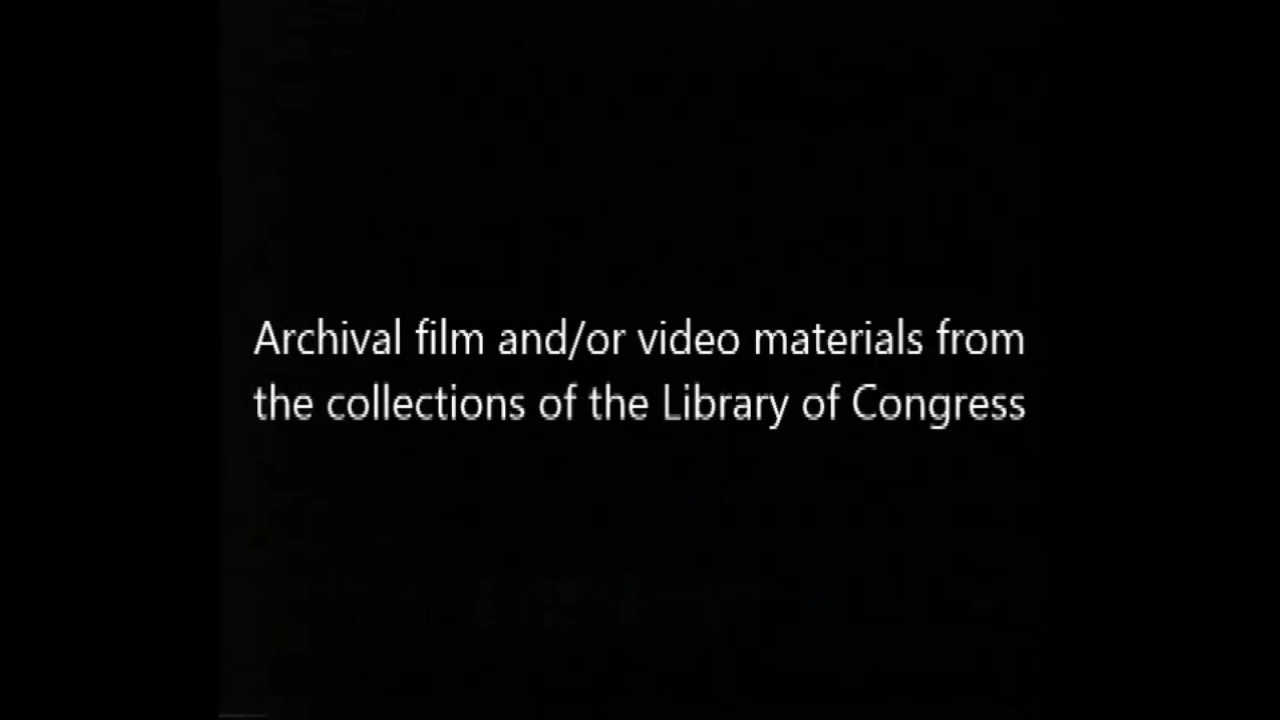 Archival film and/or video materials from
the collections of the Library of Congress